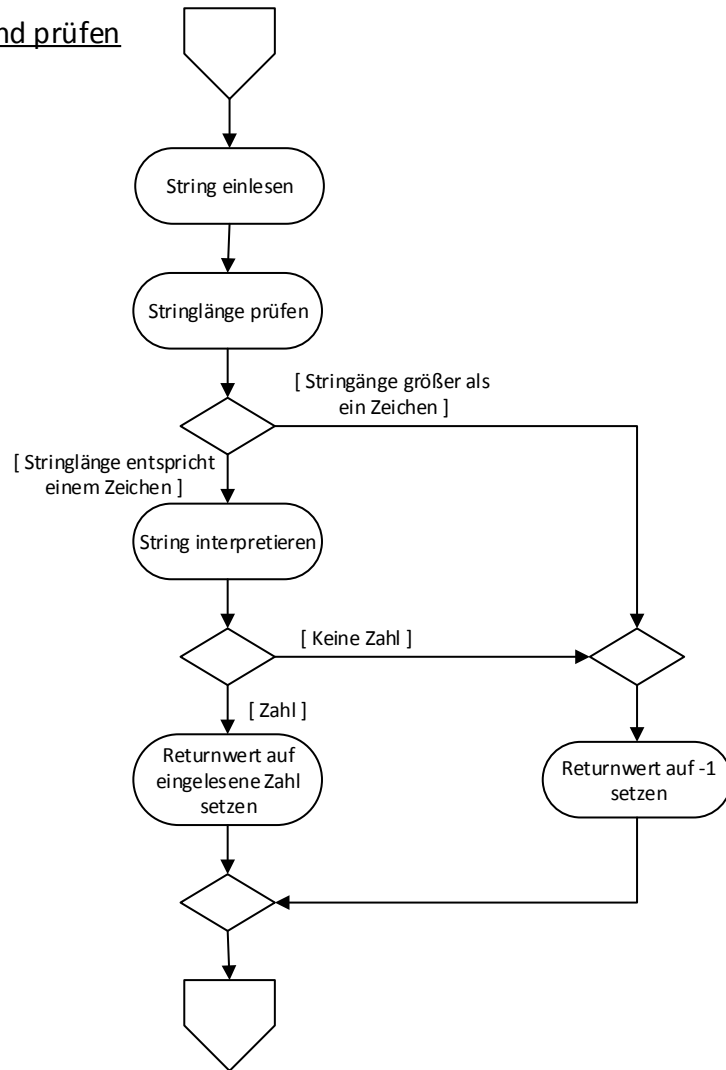 nd prüfen
String einlesen
Stringlänge prüfen
[ Stringänge größer als
ein Zeichen ]
[ Stringlänge entspricht
einem Zeichen ]
String interpretieren
[ Keine Zahl ]
[ Zahl ]
Returnwert auf
eingelesene Zahl
setzen
Returnwert auf -1
setzen